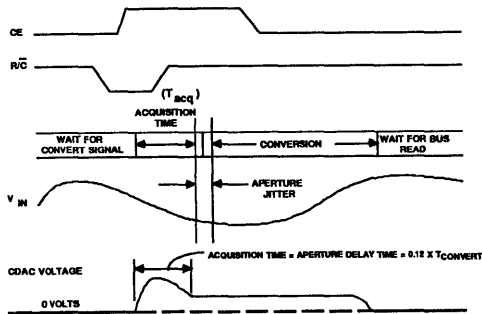 CE
R/C̅
(Tacq)
ACQUISITION
TIME
WAIT FOR
CONVERT SIGNAL
CONVERSION
WAIT FOR BUS
READ
APERTURE
JITTER
V IN
ACQUISITION TIME = APERTURE DELAY TIME = 0.12 X TCONVERT
CDAC VOLTAGE
0 VOLTS